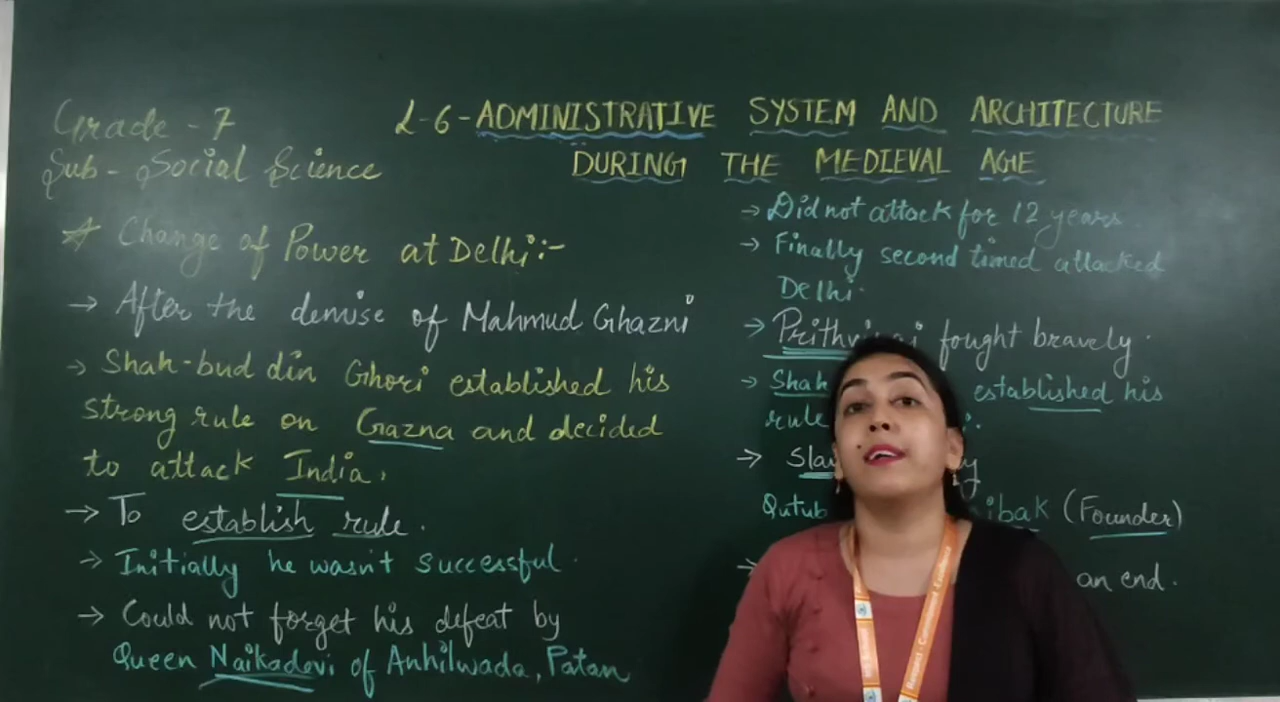 Grade - 7
Sub - Social Science
L-6-ADMINISTRATIVE SYSTEM AND ARCHITECTURE
DURING THE MEDIEVAL AGE
☆ Change of Power at Delhi:-
→ After the demise of Mahmud Ghazni
→ Shah-bud din Ghori established his
strong rule on Gazna and decided
to attack India.
→ To establish rule.
→ Initially he wasn't successful.
→ Could not forget his defeat by
Queen Naikadevi of Anhilwada, Patan
→ Did not attack for 12 years
→ Finally second timed attacked
Delhi.
→ Prithviraj fought bravely.
→ Shah established his
rule
→ Sla y
Qutub ibak (Founder)
→ an end.